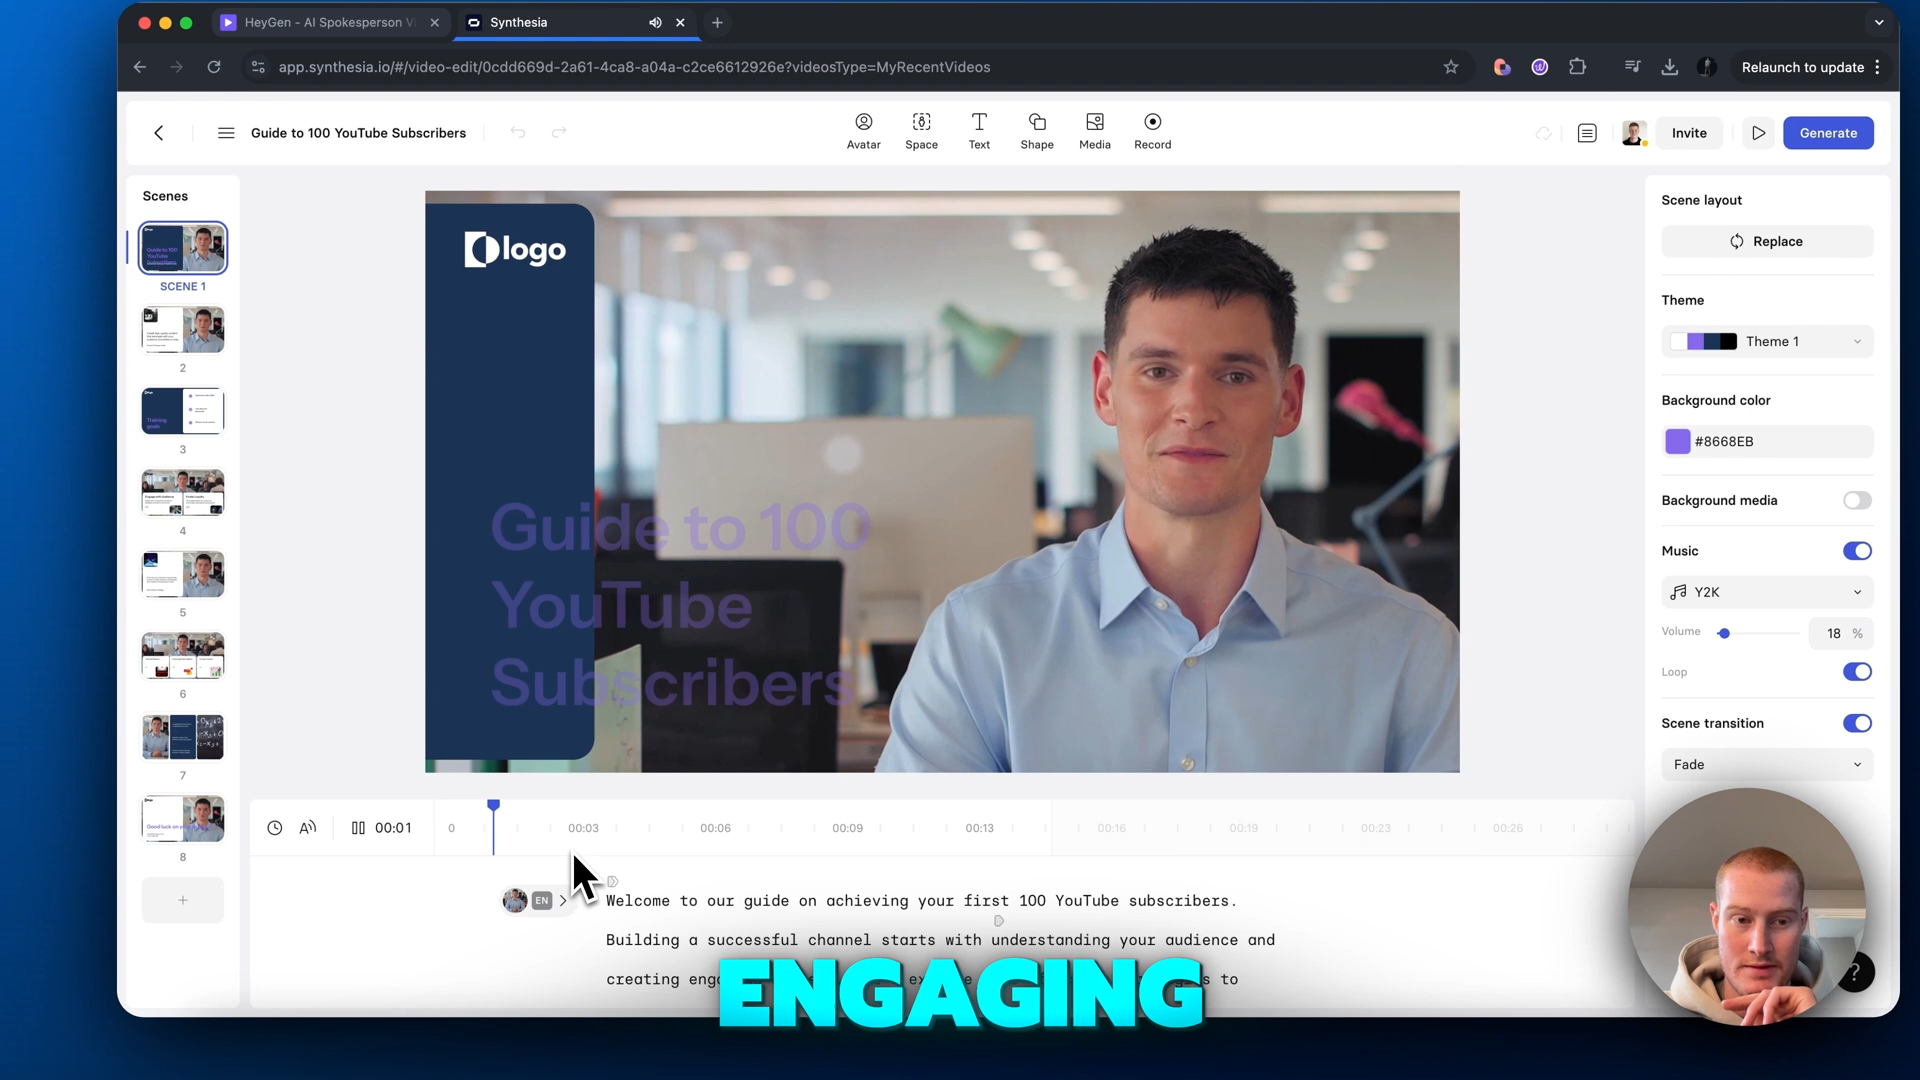 HeyGen - AI Spokesperson V
Synthesia
app.synthesia.io/#/video-edit/0cdd669d-2a61-4ca8-a04a-c2ce6612926e?videosType=MyRecentVideos
Relaunch to update
Guide to 100 YouTube Subscribers
Avatar
Space
Text
Shape
Media
Record
Invite
Generate
Scenes
SCENE 1
2
3
4
5
6
7
8
Training
guide
logo
Guide to 100
YouTube
Subscribers
Scene layout
Replace
Theme
Theme 1
Background color
#8668EB
Background media
Music
Y2K
Volume
18 %
Loop
Scene transition
Fade
00:01
0
00:03
00:06
00:09
00:13
00:16
00:19
00:23
00:26
EN
Welcome to our guide on achieving your first 100 YouTube subscribers.
Building a successful channel starts with understanding your audience and
creating
to
ENGAGING
?